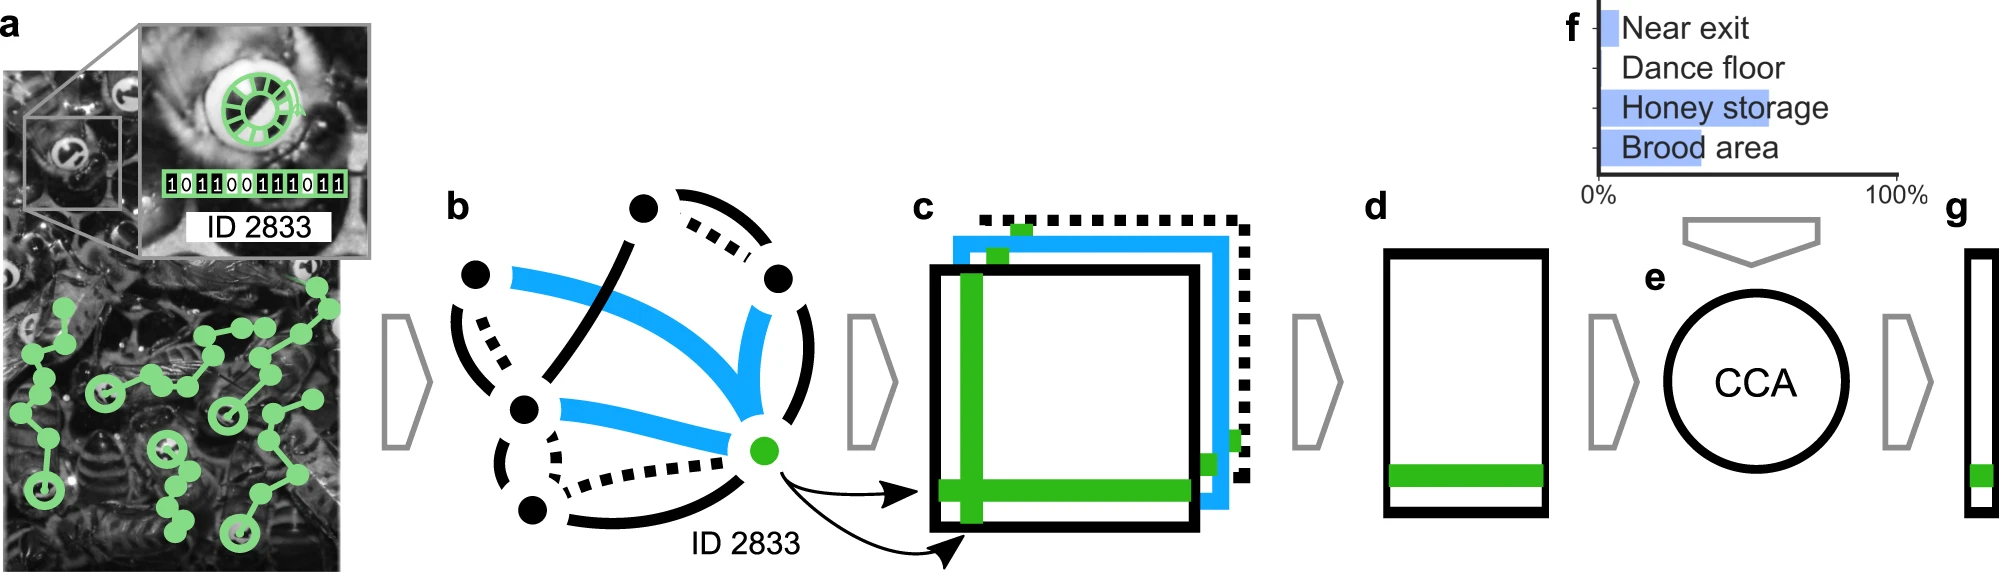 a
101100111011
ID 2833
b
ID 2833
c
d
e
CCA
f
Near exit
Dance floor
Honey storage
Brood area
0% 100%
g